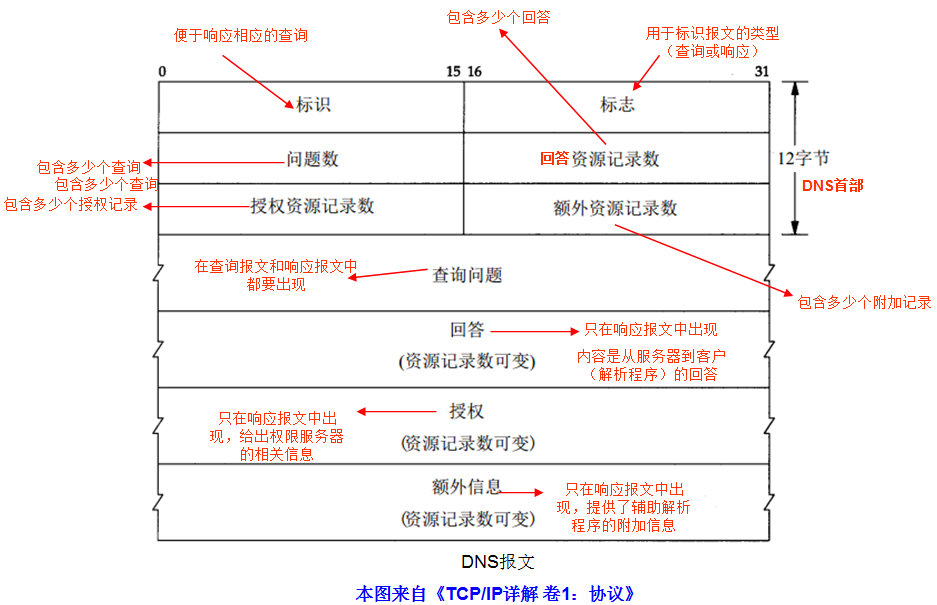 包含多少个回答
便于响应相应的查询
用于标识报文的类型
（查询或响应）
0 15 16 31
标识 标志
包含多少个查询 问题数 回答资源记录数 12字节
包含多少个查询 DNS首部
包含多少个授权记录 授权资源记录数 额外资源记录数
在查询报文和响应报文中
都要出现
查询问题
包含多少个附加记录
回答 只在响应报文中出现
(资源记录数可变) 内容是从服务器到客户
（解析程序）的回答
授权
只在响应报文中出
现，给出权限服务器
的相关信息
(资源记录数可变)
额外信息 只在响应报文中出
现，提供了辅助解析
程序的附加信息
(资源记录数可变)
DNS报文
本图来自《TCP/IP详解 卷1：协议》